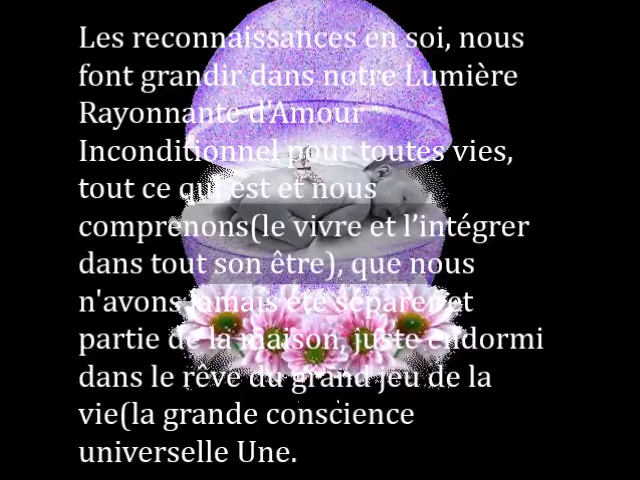 Les reconnaissances en soi, nous
font grandir dans notre Lumière
Rayonnante d'Amour
Inconditionnel pour toutes vies,
tout ce qui est et nous
comprenons(le vivre et l’intégrer
dans tout son être), que nous
n'avons jamais été séparer et
partie de la maison, juste endormi
dans le rêve du grand jeu de la
vie(la grande conscience
universelle Une.